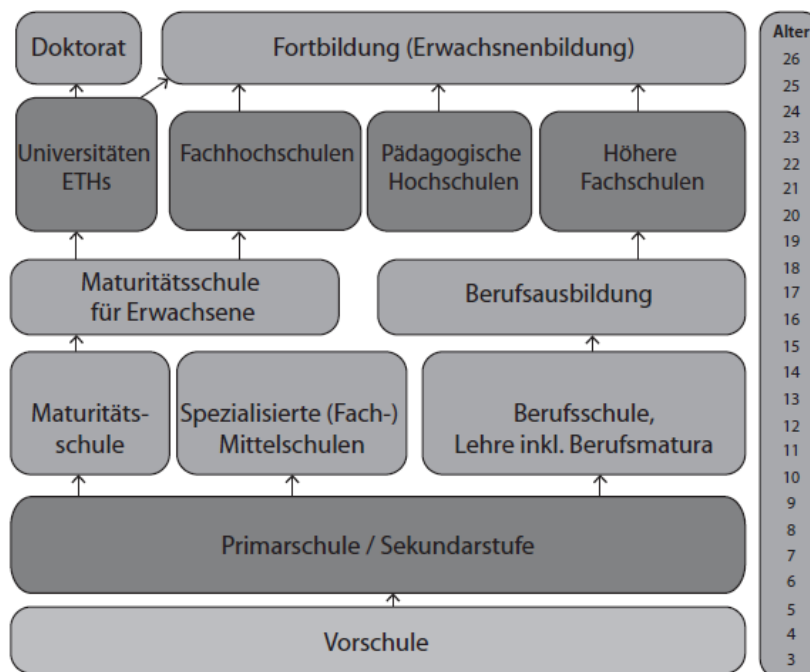 Doktorat
Fortbildung (Erwachsnenbildung)
Universitäten
ETHs
Fachhochschulen
Pädagogische
Hochschulen
Höhere
Fachschulen
Maturitätsschule
für Erwachsene
Berufsausbildung
Maturitäts-
schule
Spezialisierte (Fach-)
Mittelschulen
Berufsschule,
Lehre inkl. Berufsmatura
Primarschule / Sekundarstufe
Vorschule
Alter
26
25
24
23
22
21
20
19
18
17
16
15
14
13
12
11
10
9
8
7
6
5
4
3